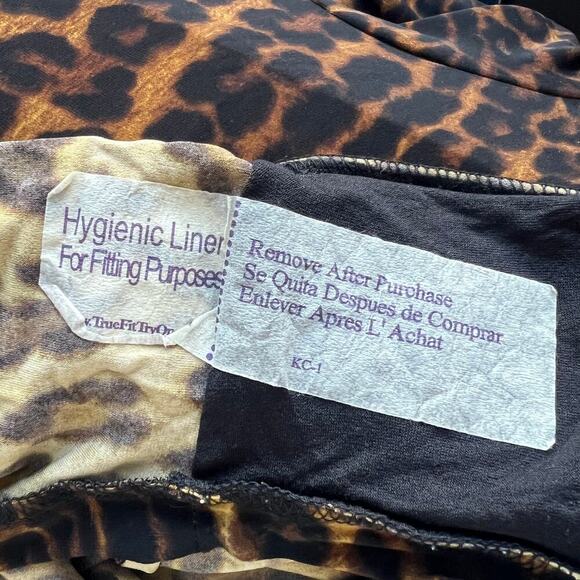 Hygienic Liner
For Fitting Purposes
Remove After Purchase
Se Quita Despues de Comprar
Enlever Apres L' Achat
KC-1